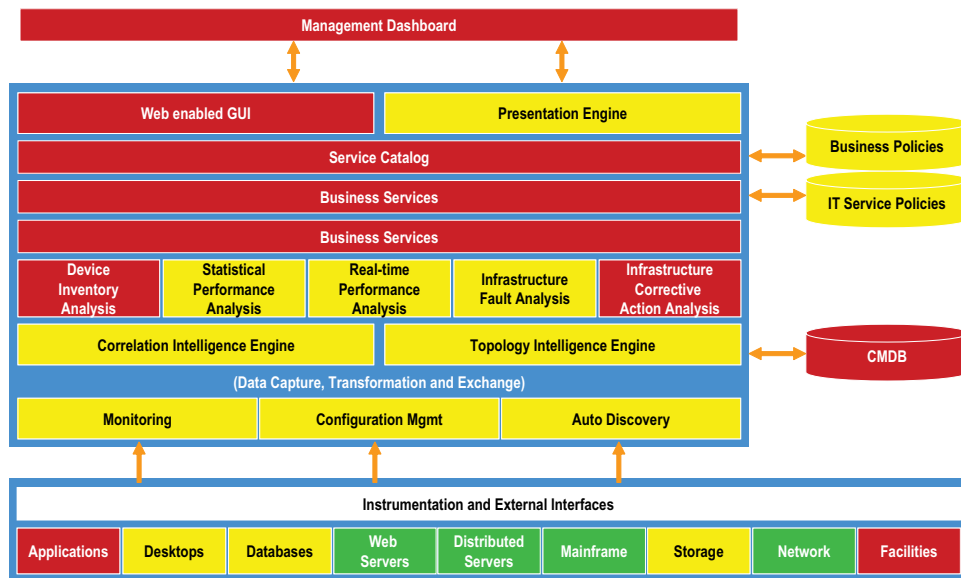 Management Dashboard
Web enabled GUI
Presentation Engine
Business Policies
Service Catalog
Business Services
IT Service Policies
Business Services
Device
Inventory
Analysis
Statistical
Performance
Analysis
Real-time
Performance
Analysis
Infrastructure
Fault Analysis
Infrastructure
Corrective
Action Analysis
Correlation Intelligence Engine
Topology Intelligence Engine
CMDB
(Data Capture, Transformation and Exchange)
Monitoring
Configuration Mgmt
Auto Discovery
Instrumentation and External Interfaces
Applications
Desktops
Databases
Web
Servers
Distributed
Servers
Mainframe
Storage
Network
Facilities